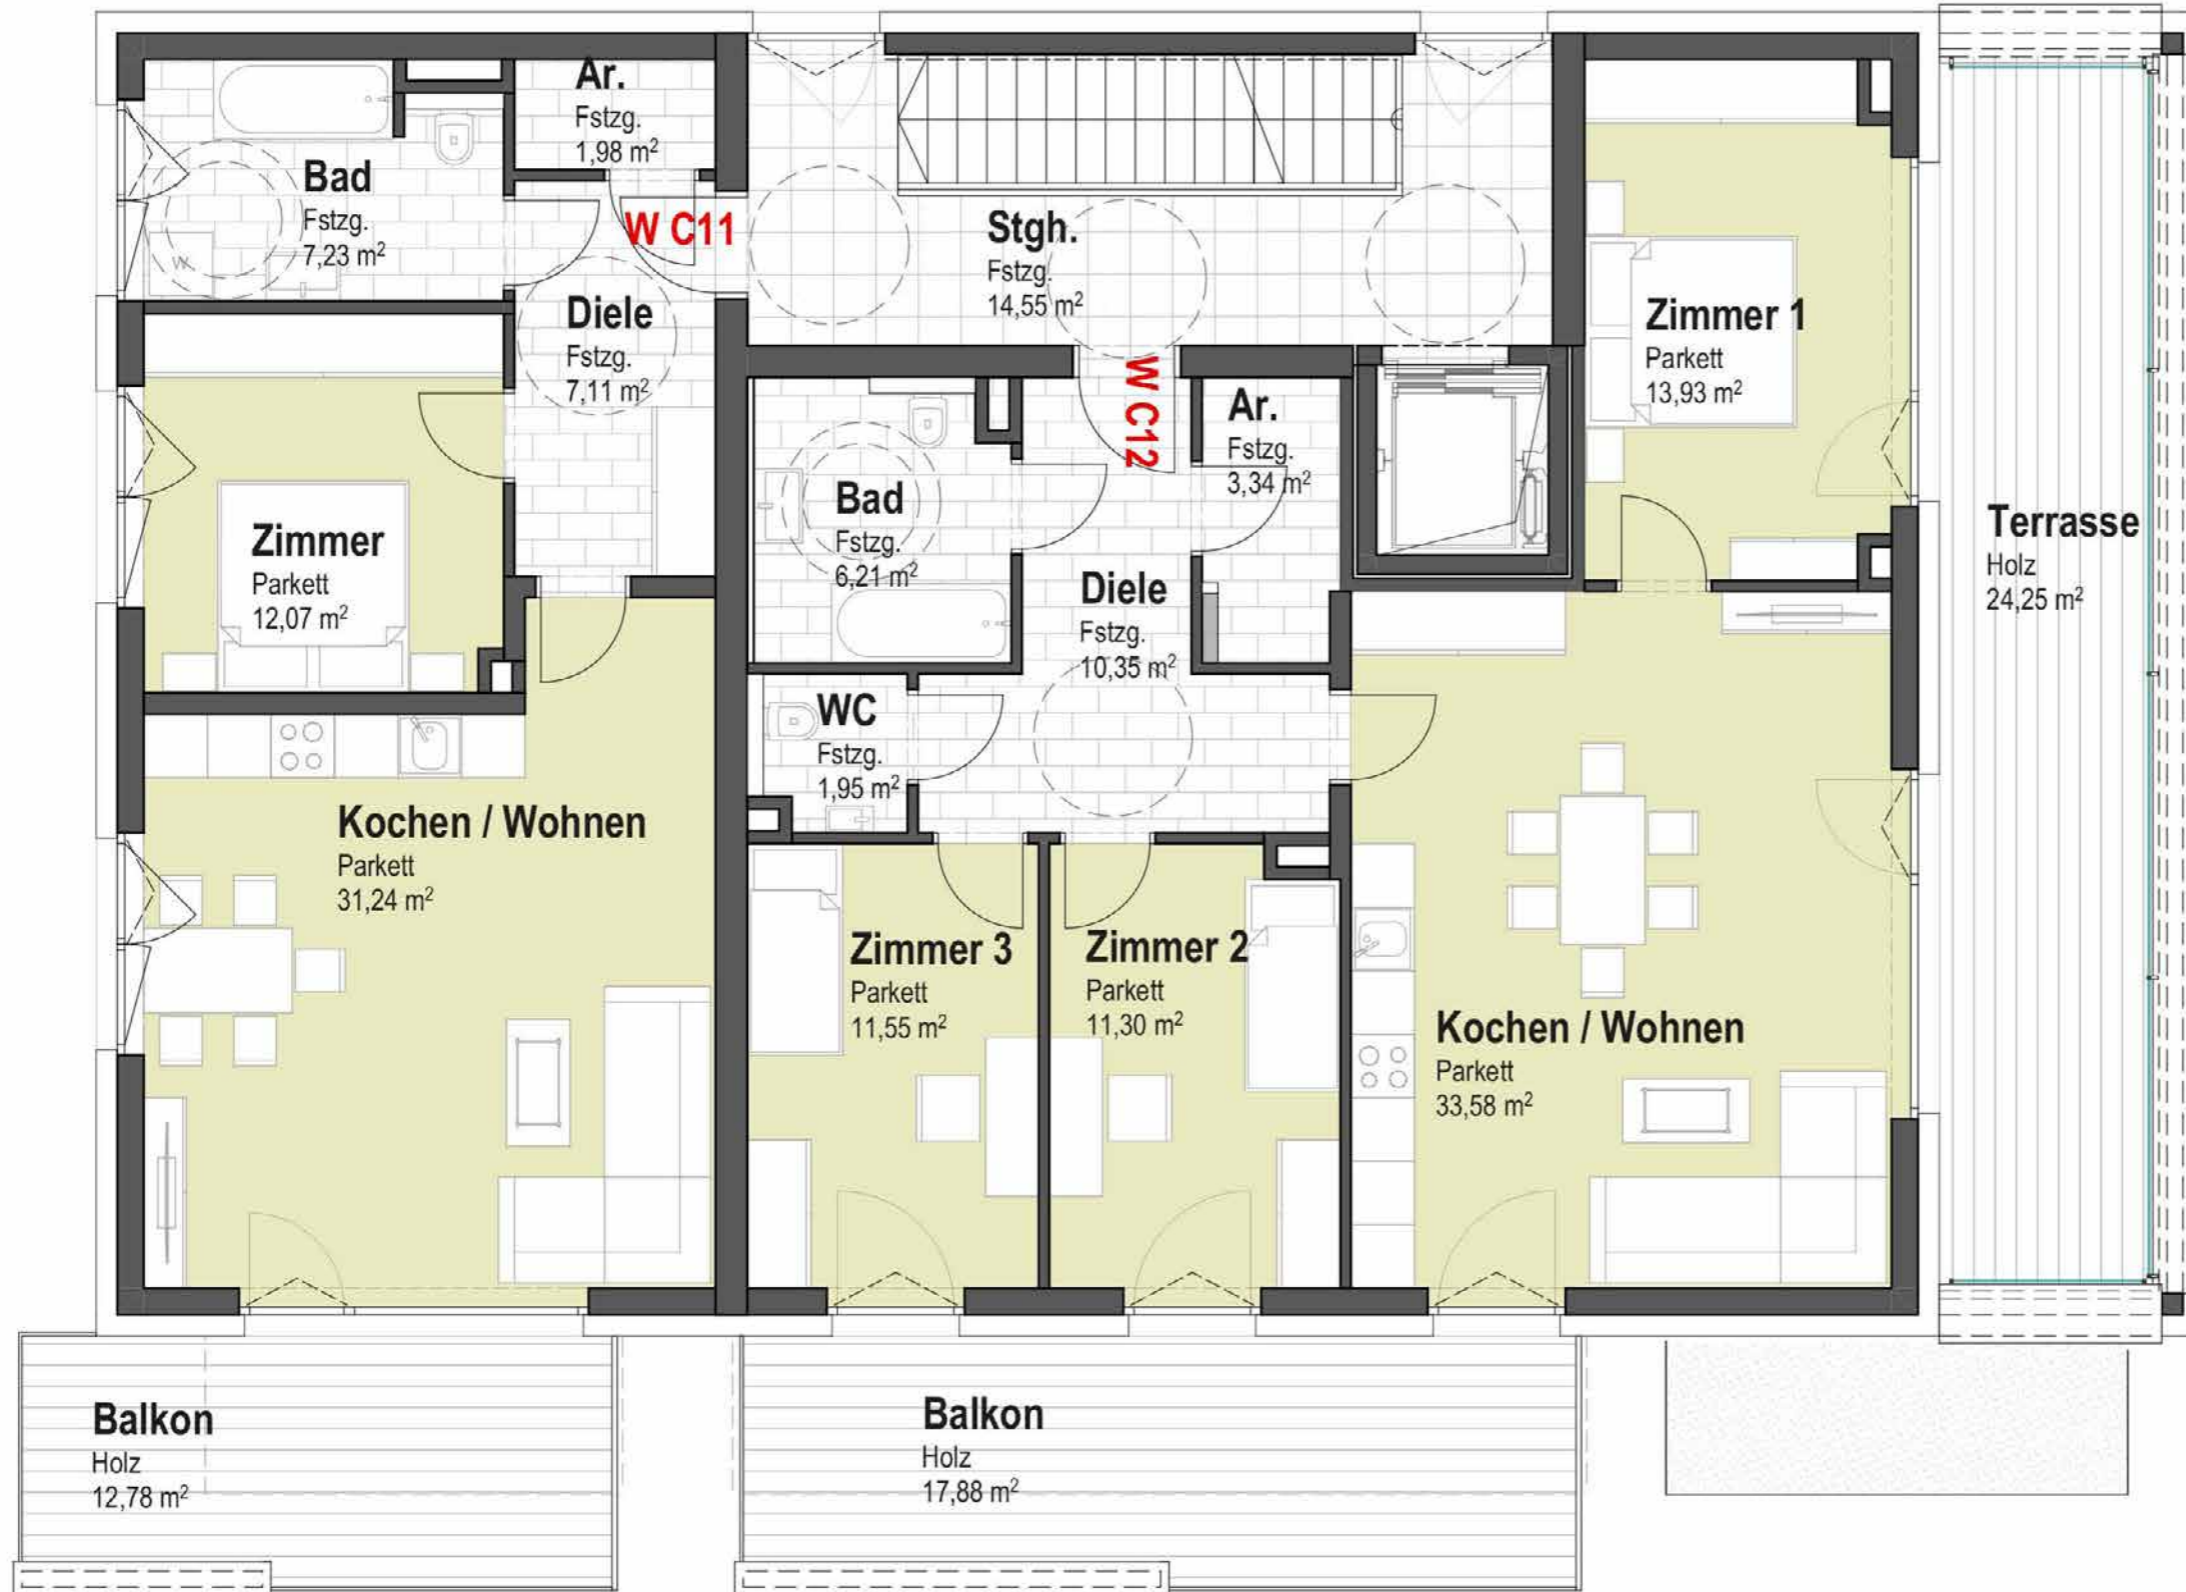 Ar.
Fstzg.
1,98 m²
Bad
Fstzg.
7,23 m²
W
W C11
Stgh.
Fstzg.
14,55 m²
Diele
Fstzg.
7,11 m²
Zimmer 1
Parkett
13,93 m²
W C12
Ar.
Fstzg.
3,34 m²
Bad
Fstzg.
6,21 m²
Zimmer
Parkett
12,07 m²
Terrasse
Holz
24,25 m²
Diele
Fstzg.
10,35 m²
WC
Fstzg.
1,95 m²
Kochen / Wohnen
Parkett
31,24 m²
Zimmer 3
Parkett
11,55 m²
Zimmer 2
Parkett
11,30 m²
Kochen / Wohnen
Parkett
33,58 m²
Balkon
Holz
12,78 m²
Balkon
Holz
17,88 m²